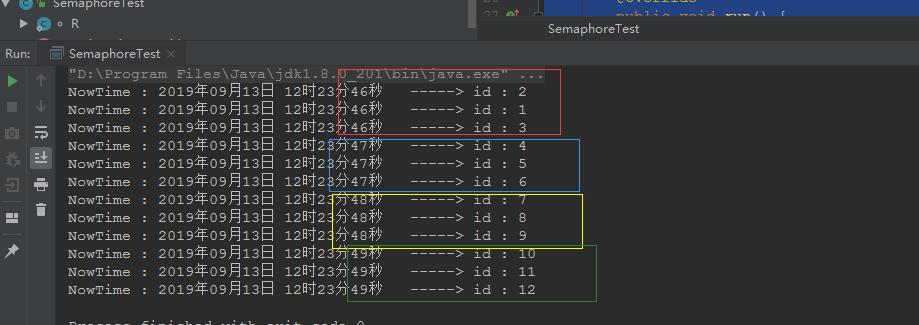 SemaphoreTest
R
27
public void run() {
SemaphoreTest
Run: SemaphoreTest ×
"D:\Program Files\Java\jdk1.8.0_201\bin\java.exe" ...
NowTime : 2019年09月13日 12时23分46秒 -----> id : 2
NowTime : 2019年09月13日 12时23分46秒 -----> id : 1
NowTime : 2019年09月13日 12时23分46秒 -----> id : 3
NowTime : 2019年09月13日 12时23分47秒 -----> id : 4
NowTime : 2019年09月13日 12时23分47秒 -----> id : 5
NowTime : 2019年09月13日 12时23分47秒 -----> id : 6
NowTime : 2019年09月13日 12时23分48秒 -----> id : 7
NowTime : 2019年09月13日 12时23分48秒 -----> id : 8
NowTime : 2019年09月13日 12时23分48秒 -----> id : 9
NowTime : 2019年09月13日 12时23分49秒 -----> id : 10
NowTime : 2019年09月13日 12时23分49秒 -----> id : 11
NowTime : 2019年09月13日 12时23分49秒 -----> id : 12